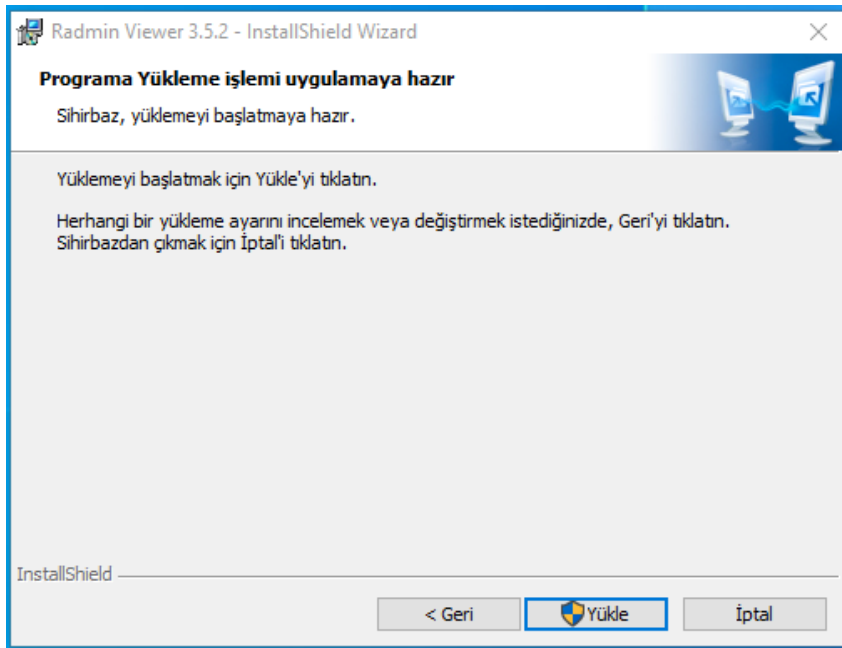 Radmin Viewer 3.5.2 - InstallShield Wizard
Programa Yükleme işlemi uygulamaya hazır
Sihirbaz, yüklemeyi başlatmaya hazır.
Yüklemeyi başlatmak için Yükle'yi tıklatın.
Herhangi bir yükleme ayarını incelemek veya değiştirmek istediğinizde, Geri'yi tıklatın.
Sihirbazdan çıkmak için İptal'i tıklatın.
InstallShield
< Geri
Yükle
İptal